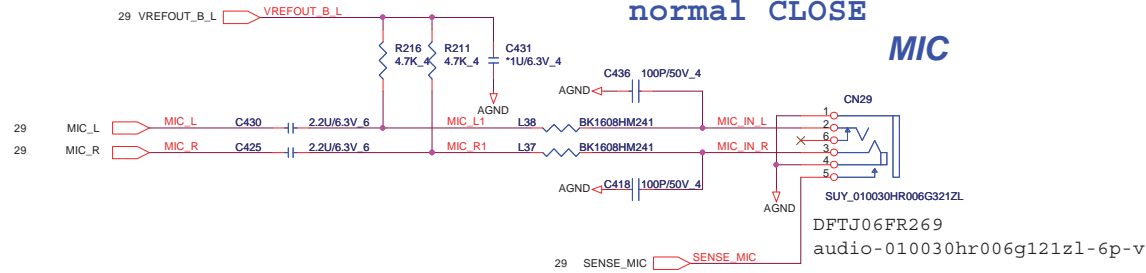 normal CLOSE
MIC
29 VREFOUT_B_L VREFOUT_B_L
R216
4.7K_4
R211
4.7K_4
C431
*1U/6.3V_4
AGND
C436 100P/50V_4
AGND
CN29
29 MIC_L MIC_L C430 2.2U/6.3V_6 MIC_L1 L38 BK1608HM241 MIC_IN_L
29 MIC_R MIC_R C425 2.2U/6.3V_6 MIC_R1 L37 BK1608HM241 MIC_IN_R
1
2
6
3
4
5
AGND C418 100P/50V_4
AGND
SUY_010030HR006G321ZL
DFTJ06FR269
audio-010030hr006g121zl-6p-v
29 SENSE_MIC SENSE_MIC